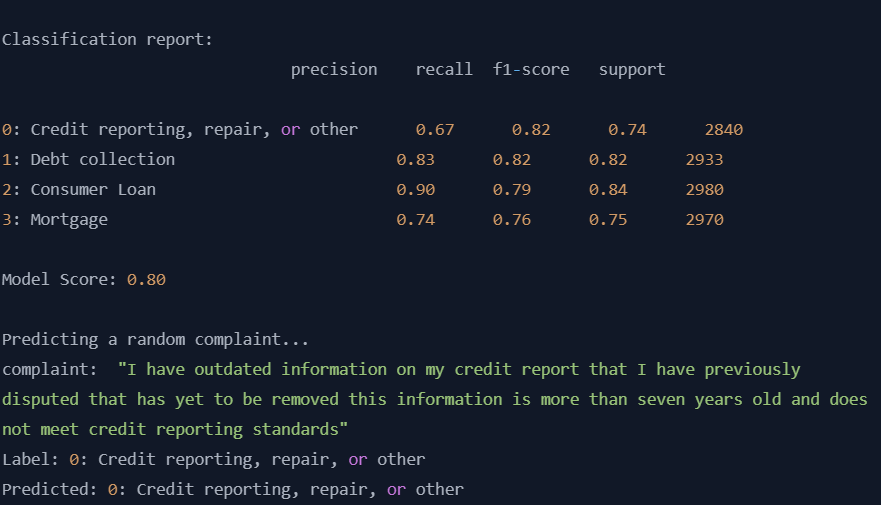 Classification report:
precision recall f1-score support
0: Credit reporting, repair, or other 0.67 0.82 0.74 2840
1: Debt collection 0.83 0.82 0.82 2933
2: Consumer Loan 0.90 0.79 0.84 2980
3: Mortgage 0.74 0.76 0.75 2970
Model Score: 0.80
Predicting a random complaint...
complaint: "I have outdated information on my credit report that I have previously
disputed that has yet to be removed this information is more than seven years old and does
not meet credit reporting standards"
Label: 0: Credit reporting, repair, or other
Predicted: 0: Credit reporting, repair, or other